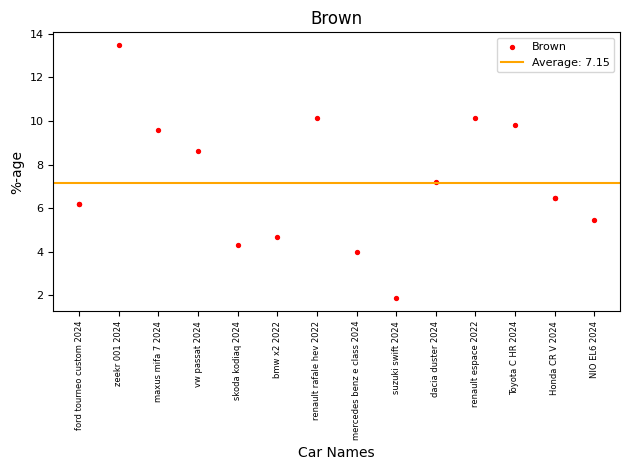 Brown
14
12
10
8
6
4
2
%-age
Brown
Average: 7.15
ford tourneo custom 2024
zeekr 001 2024
maxus mifa 7 2024
vw passat 2024
skoda kodiaq 2024
bmw x2 2022
renault rafale hev 2022
mercedes benz e class 2024
suzuki swift 2024
dacia duster 2024
renault espace 2022
Toyota C HR 2024
Honda CR V 2024
NIO EL6 2024
Car Names